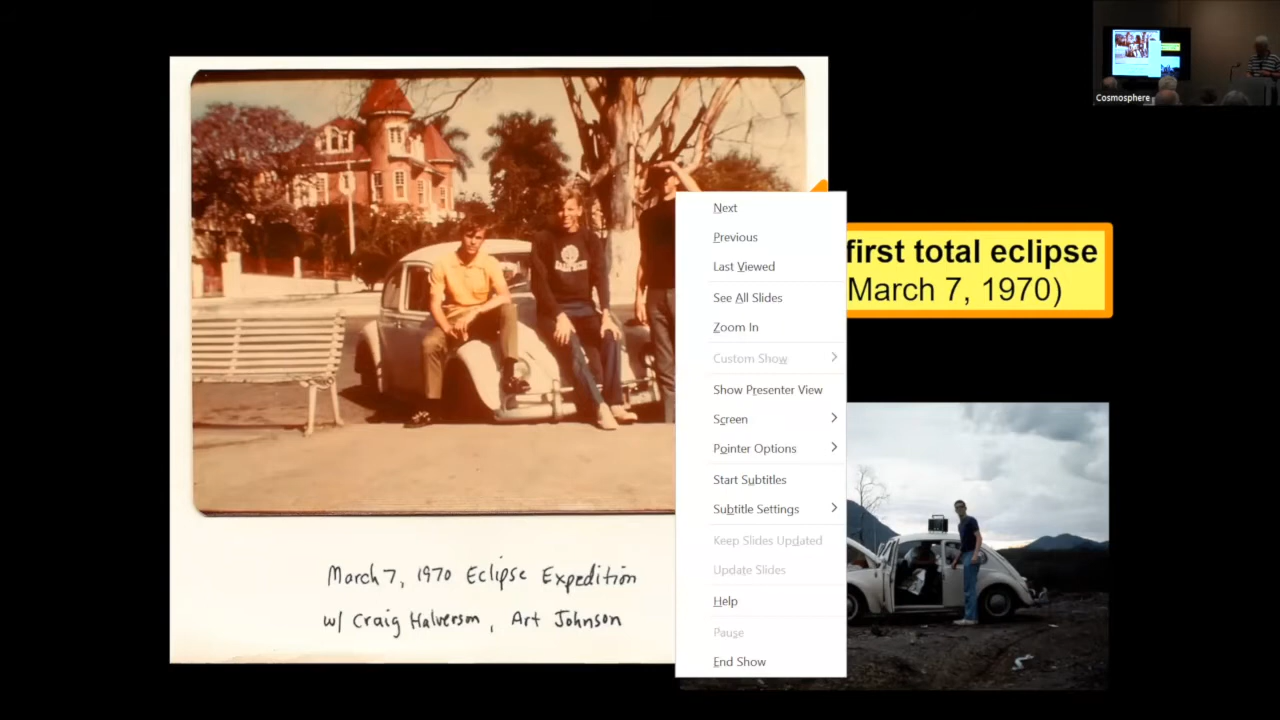 Cosmosphere
first total eclipse
March 7, 1970)
Next
Previous
Last Viewed
See All Slides
Zoom In
Custom Show
Show Presenter View
Screen
Pointer Options
Start Subtitles
Subtitle Settings
Keep Slides Updated
Update Slides
Help
Pause
End Show
March 7, 1970 Eclipse Expedition
w/ Craig Halverson, Art Johnson